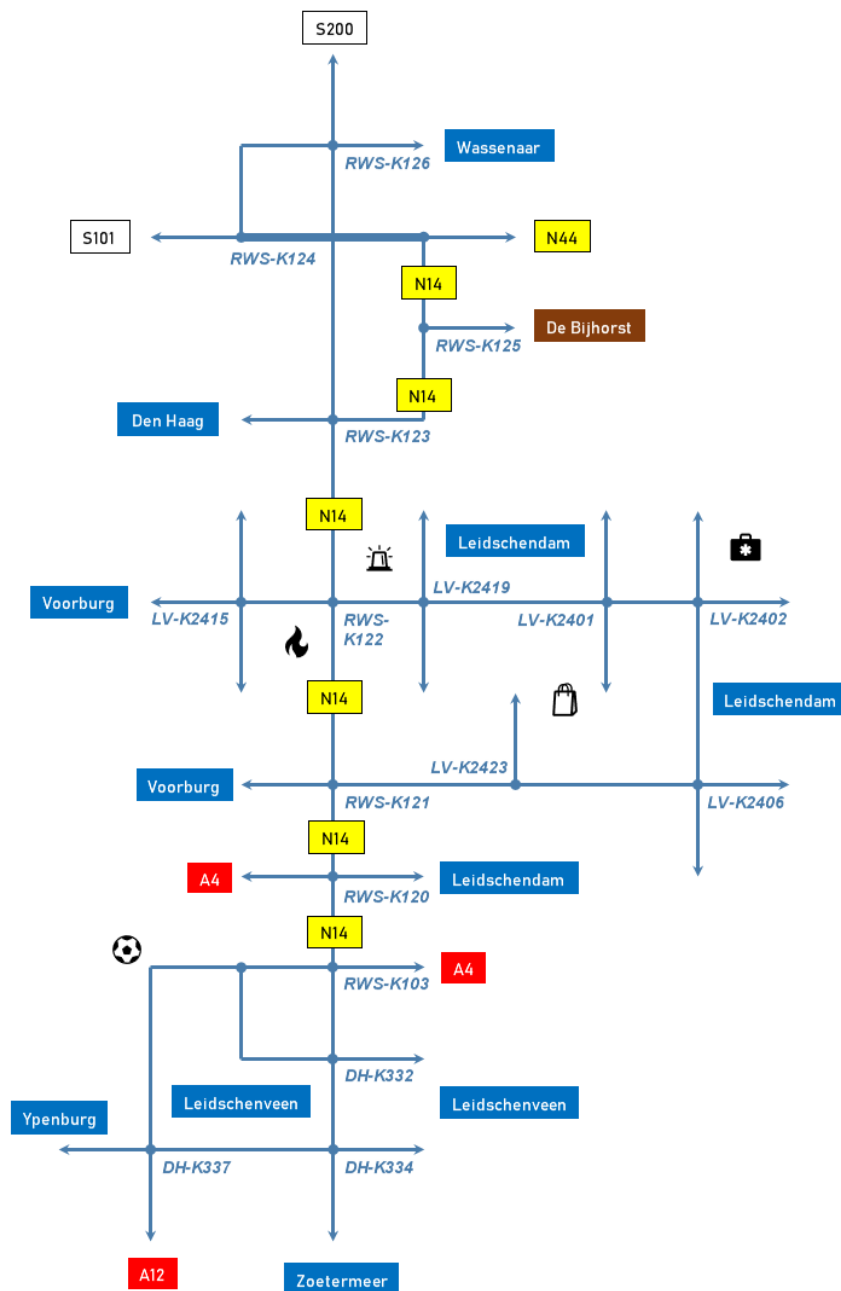 S200
Wassenaar
RWS-K126
S101
N44
RWS-K124
N14
De Bijhorst
RWS-K125
N14
Den Haag
RWS-K123
N14
Leidschendam
LV-K2419
Voorburg
LV-K2415
RWS-
K122
LV-K2401
LV-K2402
N14
Leidschendam
LV-K2423
Voorburg
RWS-K121
LV-K2406
N14
A4
RWS-K120
Leidschendam
N14
RWS-K103
A4
DH-K332
Leidschenveen
Leidschenveen
Ypenburg
DH-K337
DH-K334
A12
Zoetermeer